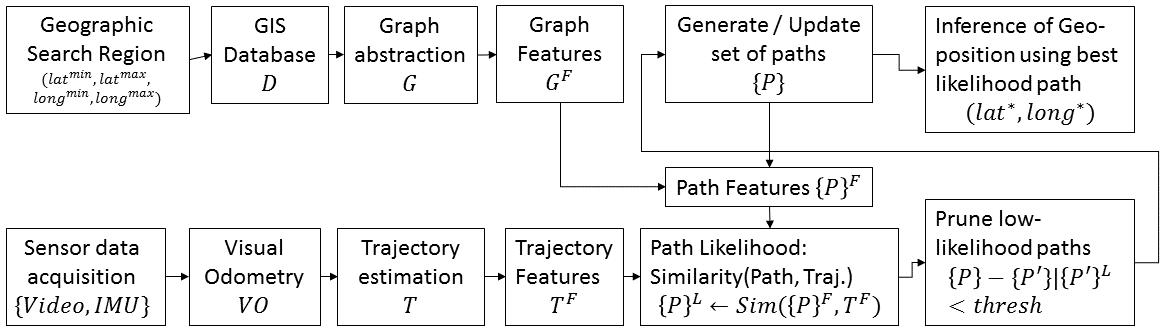 Geographic
Search Region
(lat^min, lat^max,
long^min, long^max)
GIS
Database
D
Graph
abstraction
G
Graph
Features
G^F
Generate / Update
set of paths
{P}
Inference of Geo-
position using best
likelihood path
(lat*, long*)
Path Features {P}^F
Sensor data
acquisition
{Video, IMU}
Visual
Odometry
VO
Trajectory
estimation
T
Trajectory
Features
T^F
Path Likelihood:
Similarity(Path, Traj.)
{P}^L ← Sim({P}^F, T^F)
Prune low-
likelihood paths
{P} − {P′}|{P′}^L
< thresh